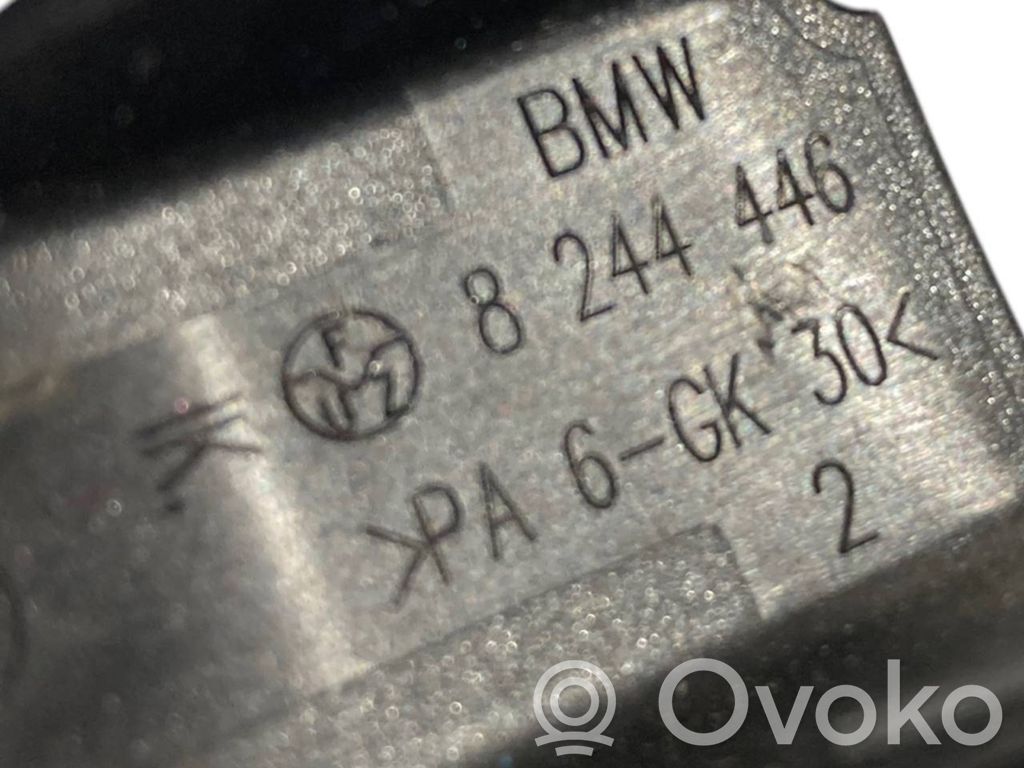 BMW
8 244 446
F
U Z
>PA 6-GK 30<
2
Ovoko